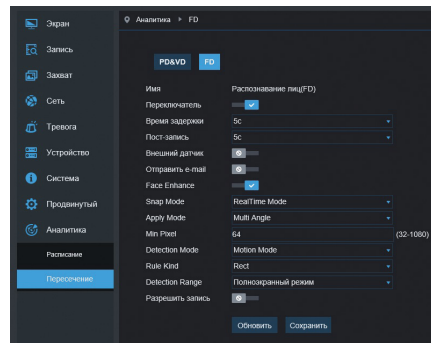 Экран
Запись
Захват
Сеть
Тревога
Устройство
Система
Продвинутый
Аналитика
Расписание
Пересечение
Аналитика FD
PD&VD FD
Имя Распознавание лиц(FD)
Переключатель
Время задержки 5с
Пост-запись 5с
Внешний датчик
Отправить e-mail
Face Enhance
Snap Mode RealTime Mode
Apply Mode Multi Angle
Min Pixel 64 (32-1080)
Detection Mode Motion Mode
Rule Kind Rect
Detection Range Полноэкранный режим
Разрешить запись
Обновить Сохранить